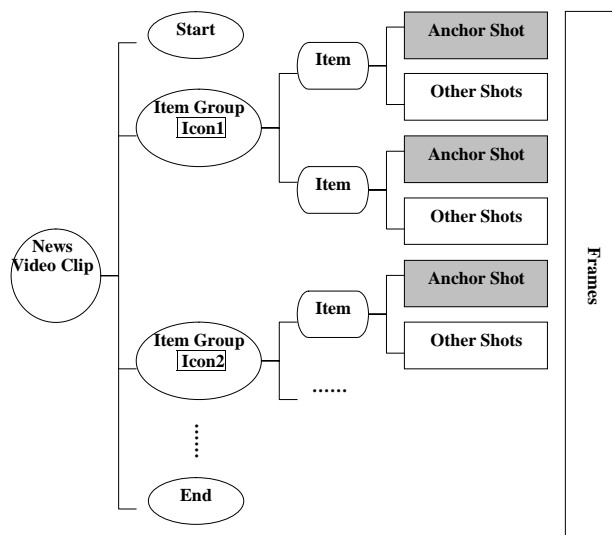 Start
Item Group
Icon1
Item
Anchor Shot
Other Shots
Item
Anchor Shot
Other Shots
News
Video Clip
Item Group
Icon2
Item
Anchor Shot
Other Shots
......
......
End
Frames